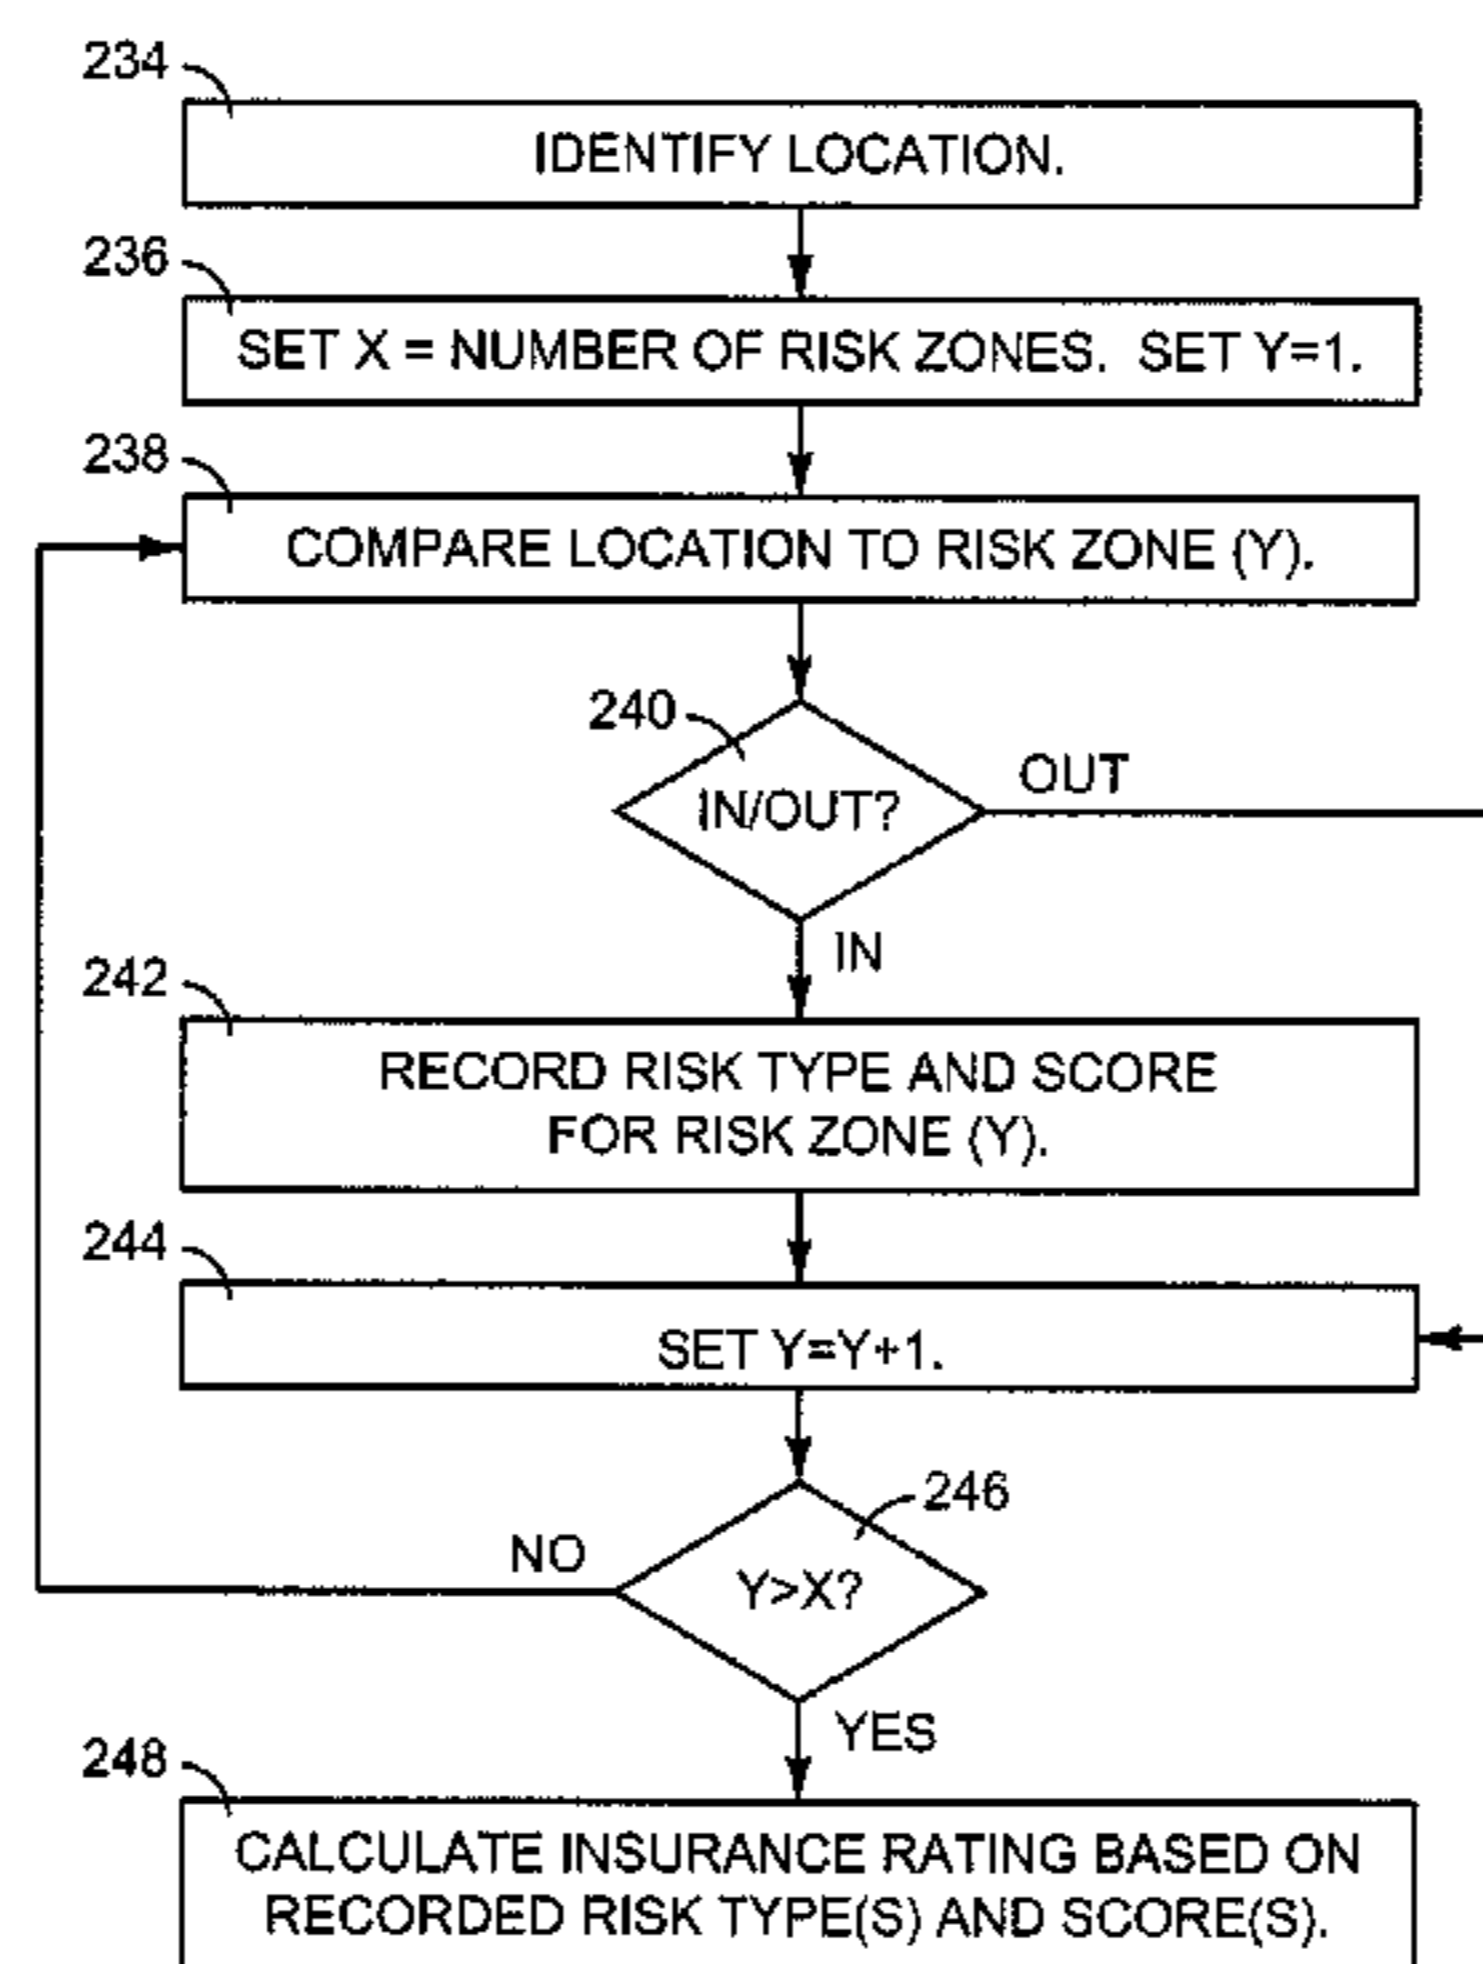 234
IDENTIFY LOCATION.
236
SET X = NUMBER OF RISK ZONES. SET Y=1.
238
COMPARE LOCATION TO RISK ZONE (Y).
240
IN/OUT?
OUT
IN
242
RECORD RISK TYPE AND SCORE
FOR RISK ZONE (Y).
244
SET Y=Y+1.
246
NO
Y>X?
YES
248
CALCULATE INSURANCE RATING BASED ON
RECORDED RISK TYPE(S) AND SCORE(S).